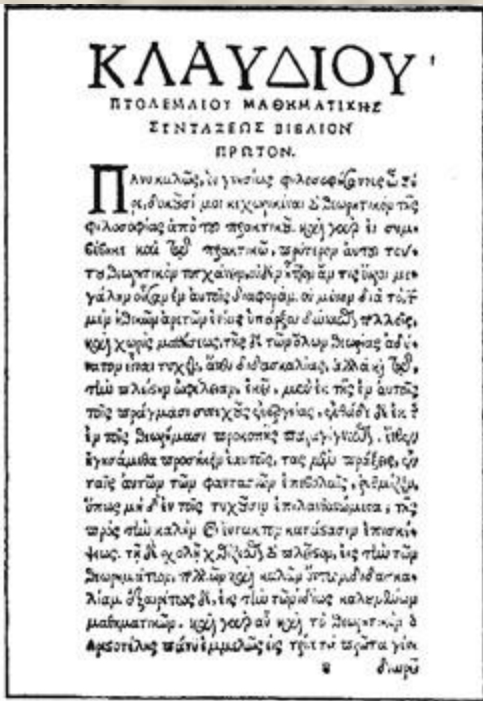 ΚΛΑΥΔΙΟΥ
ΠΤΟΛΕΜΑΙΟΥ ΜΑΘΗΜΑΤΙΚΗΣ
ΣΥΝΤΑΞΕΩΣ ΒΙΒΛΙΟΝ
ΠΡΩΤΟΝ.
Πάνυ καλῶς, οἱ γνησίως φιλοσοφήσαντες ὦ σύ-
ρε, δοκοῦσί μοι κεχωρικέναι τὸ θεωρητικὸν τῆς
φιλοσοφίας ἀπὸ τοῦ πρακτικοῦ. καὶ γὰρ εἰ συμ-
βέβηκε καὶ τῷ πρακτικῷ, πρότερον αὐτοῦ τού-
του θεωρητικὸν τυγχάνειν, οὐδὲν ἧττον ἄν τις εὕροι με-
γάλην οὖσαν ἐν αὐτοῖς διαφοράν. οὐ μόνον διὰ τὸ τῶν
μὲν ἠθικῶν ἀρετῶν ἐνίας ὑπάρξαι δύνασθαι πολλοῖς,
καὶ χωρὶς μαθήσεως, τῆς δὲ τῶν ὅλων θεωρίας ἀδύ-
νατον εἶναι τυχεῖν, ἄνευ διδασκαλίας, ἀλλὰ καὶ τῷ,
τὴν πλείστην ὠφέλειαν, ἐκεῖ, μὲν ἐκ τῆς ἐν αὐτοῖς
τοῖς πράγμασι συνεχοῦς ἐνεργείας, ἐνθάδε δὲ ἐκ τῆς
ἐν τοῖς θεωρήμασι προκοπῆς παραγίγνεσθαι. ὅθεν
ἡγησάμεθα προσήκειν ἑαυτοῖς, τὰς μὲν πράξεις, ἐν
ταῖς αὐτῶν τῶν φαντασιῶν ἐπιβολαῖς, ῥυθμίζειν,
ὅπως μηδ' ἐν τοῖς τυχοῦσιν ἐπιλανθανώμεθα, τῆς
πρὸς τὴν καλὴν καὶ εὔτακτον κατάστασιν ἐπισκέ-
ψεως. τῇ δὲ σχολῇ χαρίζεσθαι τὸ πλεῖστον, εἰς τὴν τῶν
θεωρημάτων, πολλῶν καὶ καλῶν ὄντων διδασκα-
λίαν. ἐξαιρέτως δὲ, εἰς τὴν τῶν ἰδίως καλουμένων
μαθηματικῶν. καὶ γὰρ αὖ καὶ τὸ θεωρητικὸν ὁ
Ἀριστοτέλης πάνυ ἐμμελῶς εἰς τρία τὰ πρῶτα γένη